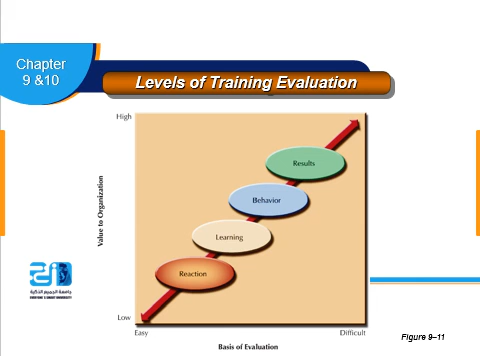 Chapter
9 &10
Levels of Training Evaluation
High
Value to Organization
Results
Behavior
Learning
Reaction
Low
Easy
Difficult
Basis of Evaluation
Figure 9–11